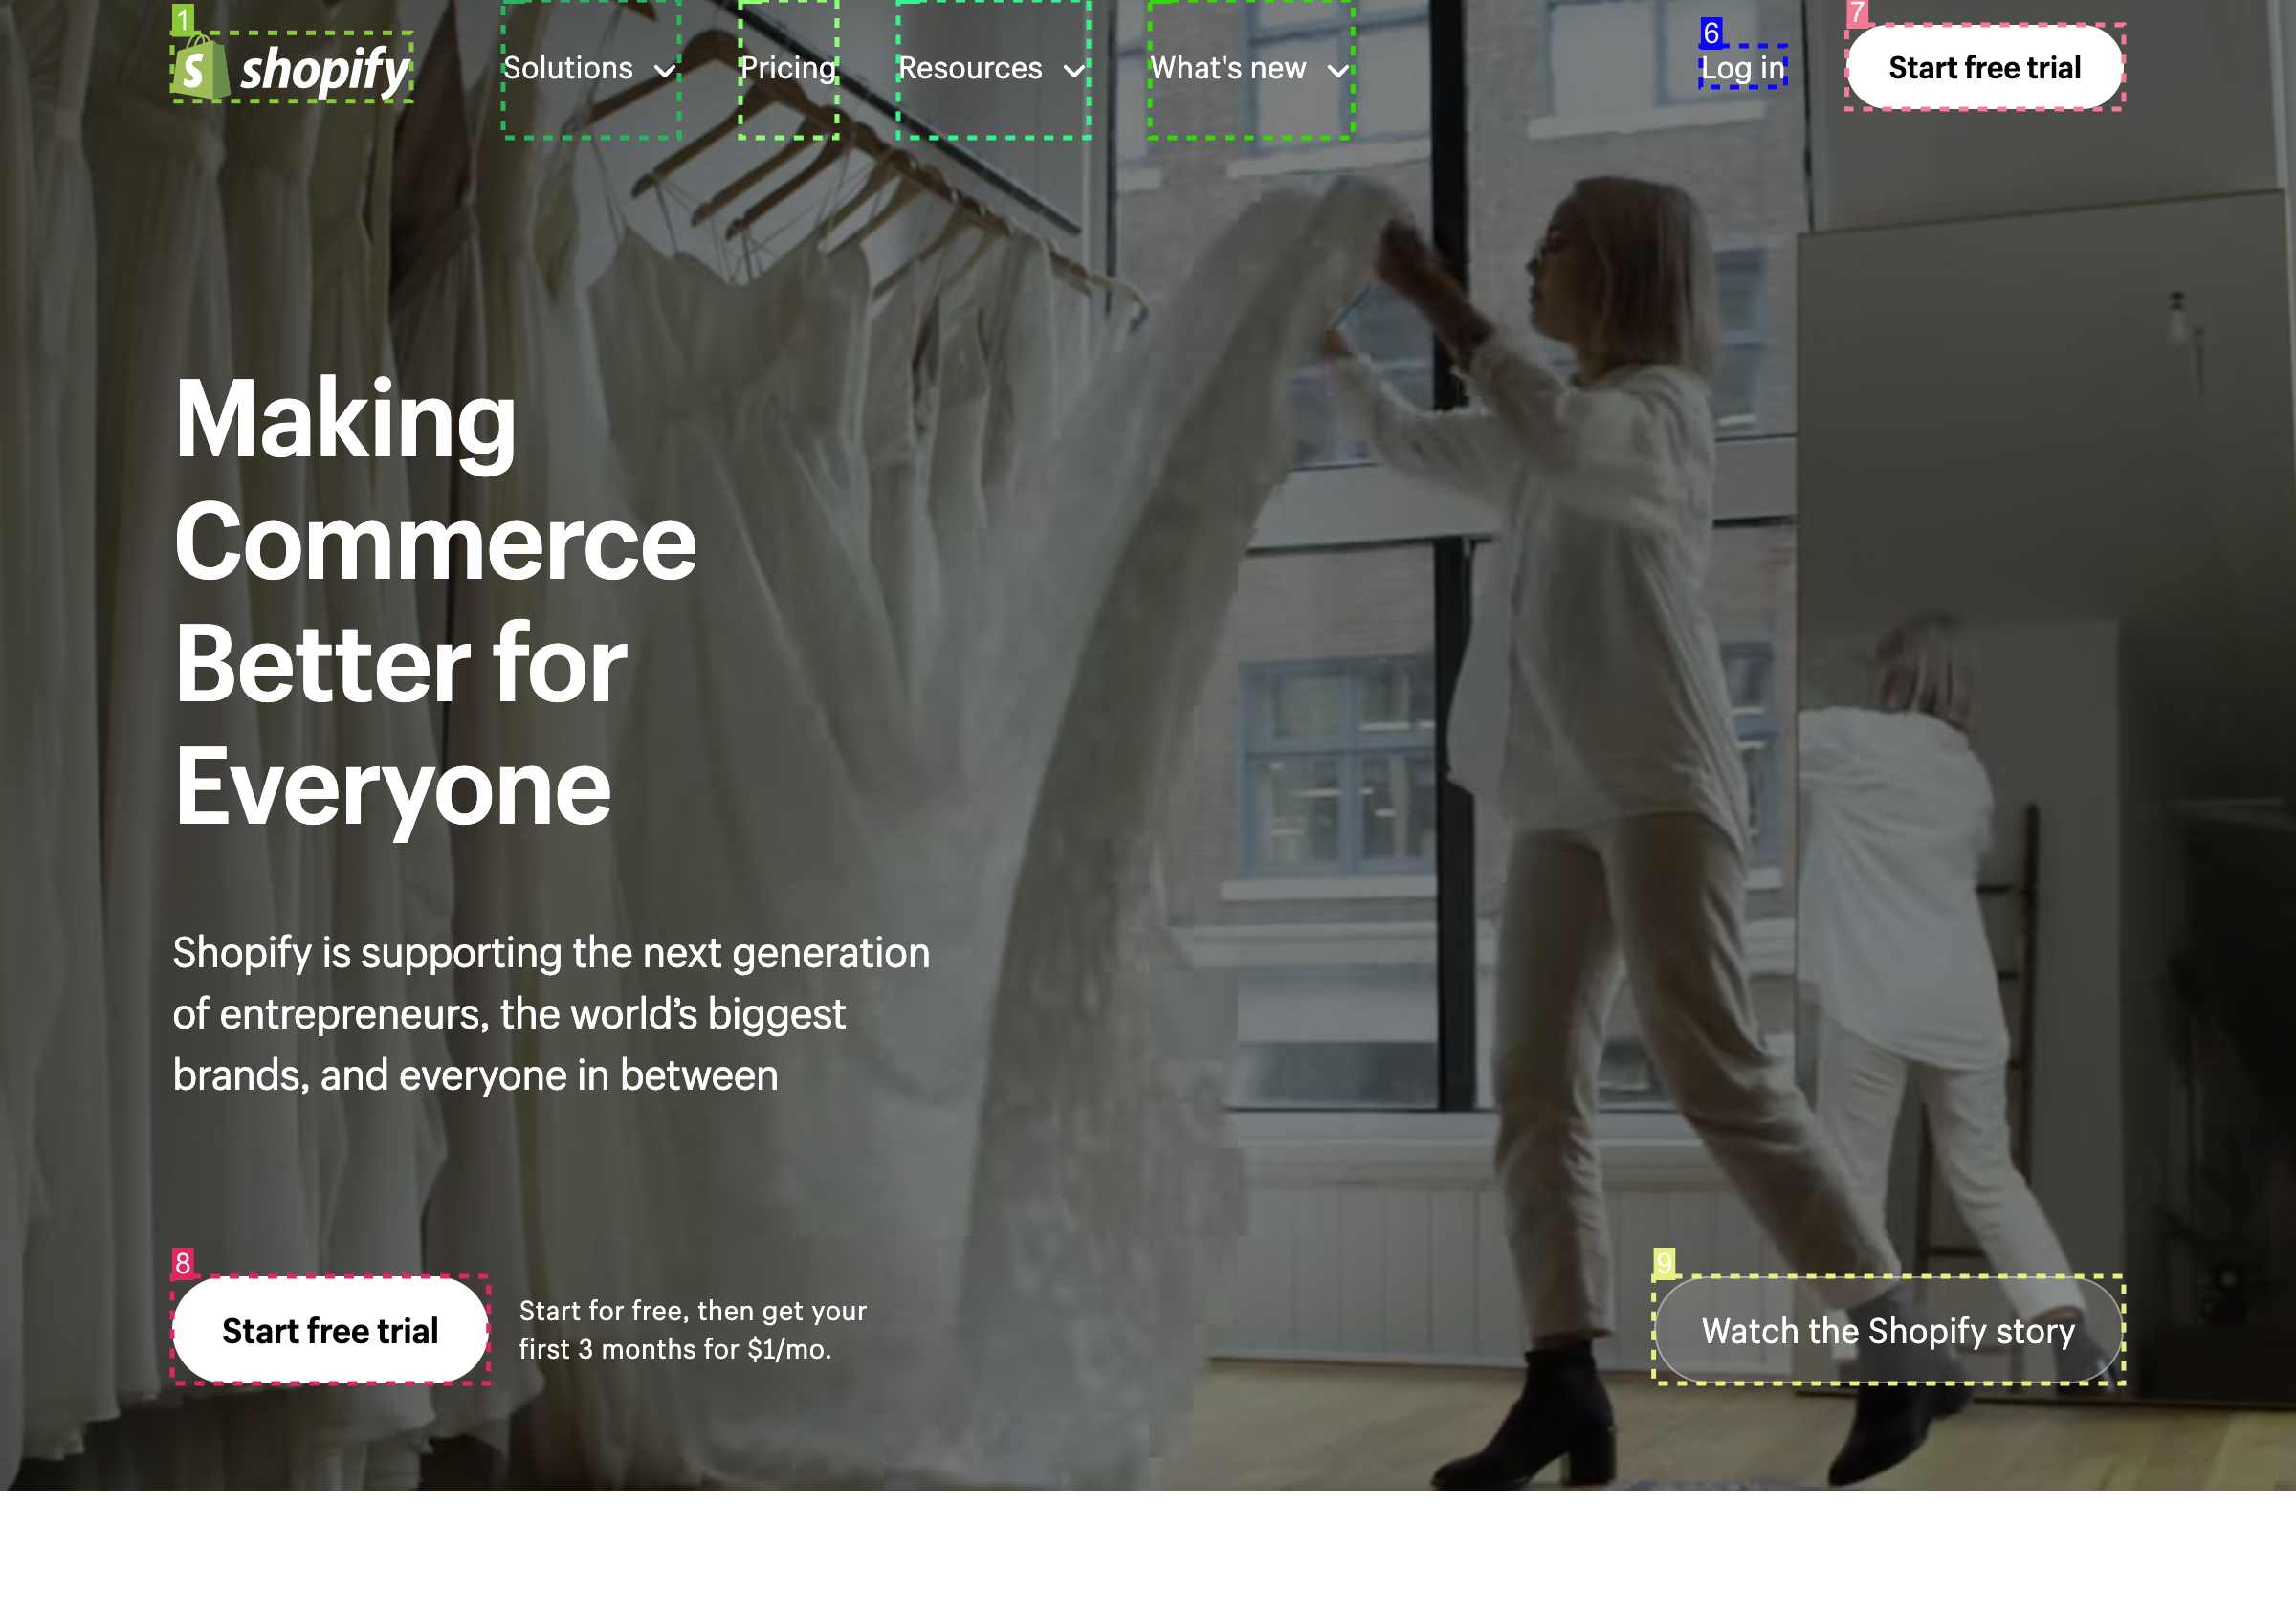 1
shopify
Solutions
Pricing
Resources
What's new
6
Log in
7
Start free trial
Making
Commerce
Better for
Everyone
Shopify is supporting the next generation
of entrepreneurs, the world’s biggest
brands, and everyone in between
8
Start free trial
Start for free, then get your
first 3 months for $1/mo.
9
Watch the Shopify story